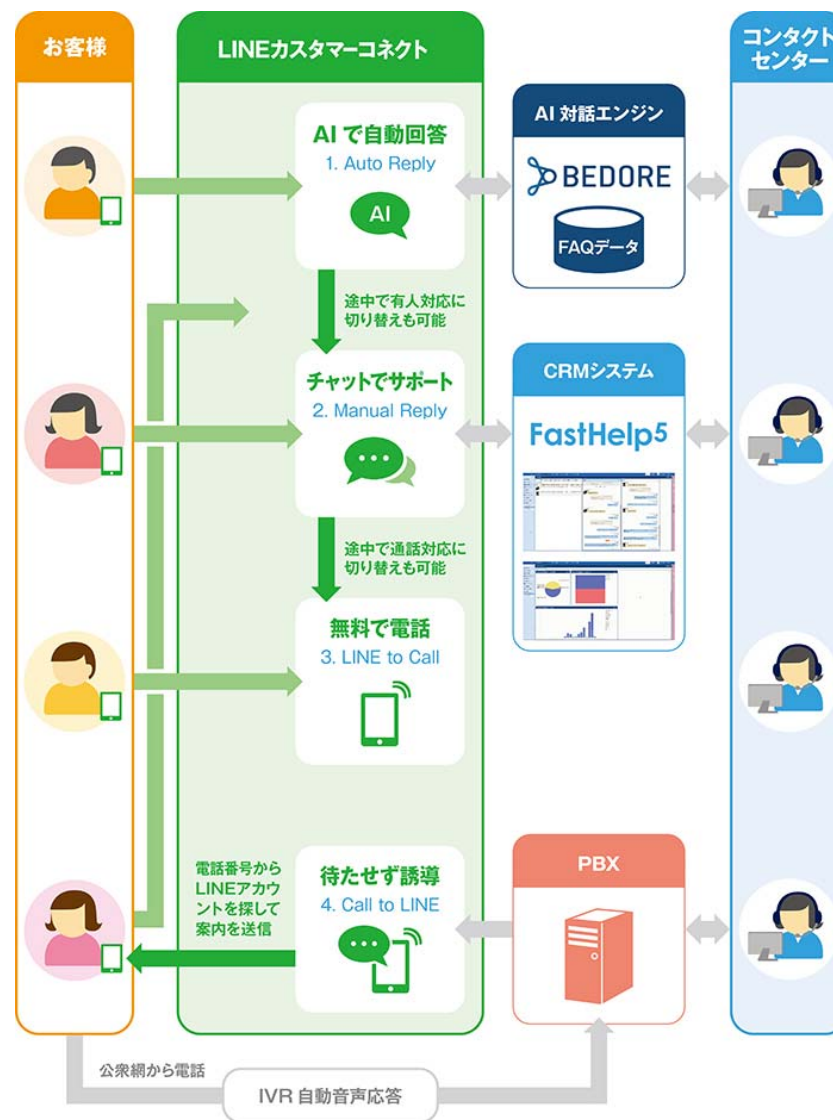 お客様
LINEカスタマーコネクト
コンタクト
センター
AIで自動回答
1. Auto Reply
AI
AI 対話エンジン
BEDORE
FAQデータ
途中で有人対応に
切り替えも可能
チャットでサポート
2. Manual Reply
CRMシステム
FastHelp5
途中で通話対応に
切り替えも可能
無料で電話
3. LINE to Call
電話番号から
LINEアカウ
ントを探して
案内を送信
待たせず誘導
4. Call to LINE
PBX
公衆網から電話
IVR 自動音声応答